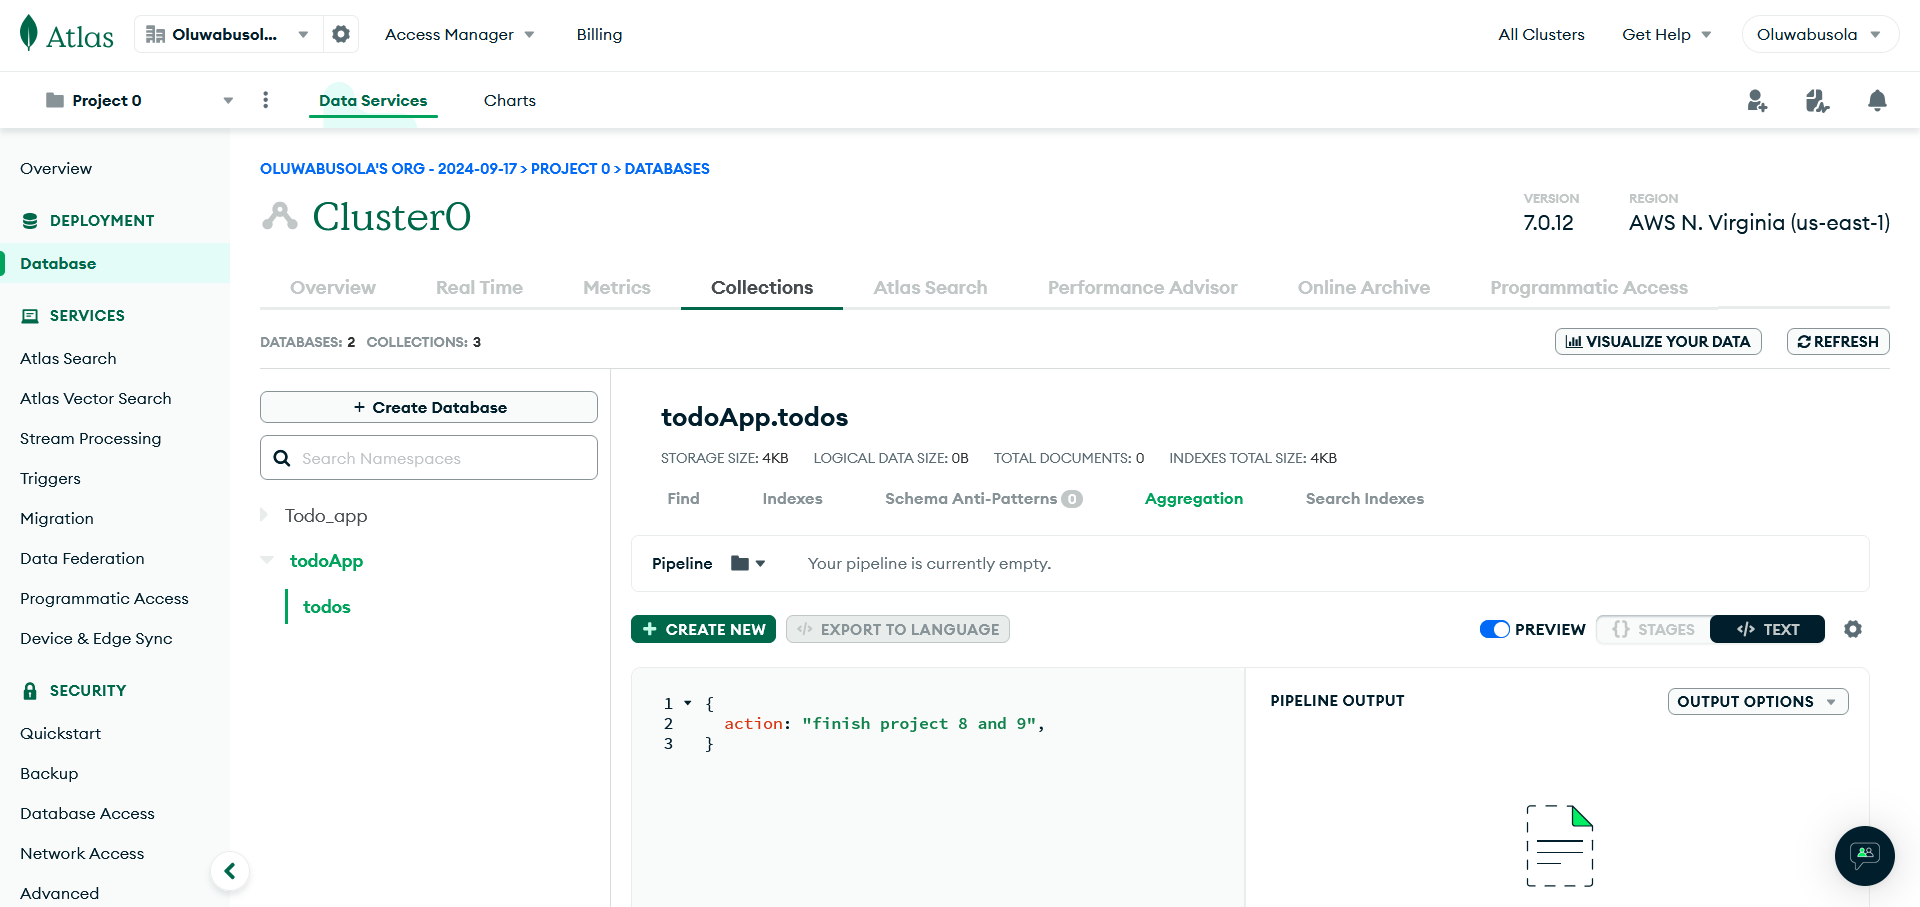 Atlas
Oluwabusol...
Access Manager
Billing
All Clusters
Get Help
Oluwabusola
Project 0
Data Services
Charts
Overview
DEPLOYMENT
Database
SERVICES
Atlas Search
Atlas Vector Search
Stream Processing
Triggers
Migration
Data Federation
Programmatic Access
Device & Edge Sync
SECURITY
Quickstart
Backup
Database Access
Network Access
Advanced
OLUWABUSOLA'S ORG - 2024-09-17 > PROJECT 0 > DATABASES
Cluster0
VERSION
7.0.12
REGION
AWS N. Virginia (us-east-1)
Overview
Real Time
Metrics
Collections
Atlas Search
Performance Advisor
Online Archive
Programmatic Access
DATABASES: 2 COLLECTIONS: 3
VISUALIZE YOUR DATA
REFRESH
+ Create Database
Search Namespaces
Todo_app
todoApp
todos
todoApp.todos
STORAGE SIZE: 4KB LOGICAL DATA SIZE: 0B TOTAL DOCUMENTS: 0 INDEXES TOTAL SIZE: 4KB
Find
Indexes
Schema Anti-Patterns 0
Aggregation
Search Indexes
Pipeline
Your pipeline is currently empty.
+ CREATE NEW
</> EXPORT TO LANGUAGE
PREVIEW
{} STAGES
</> TEXT
1 {
2 action: "finish project 8 and 9",
3 }
PIPELINE OUTPUT
OUTPUT OPTIONS